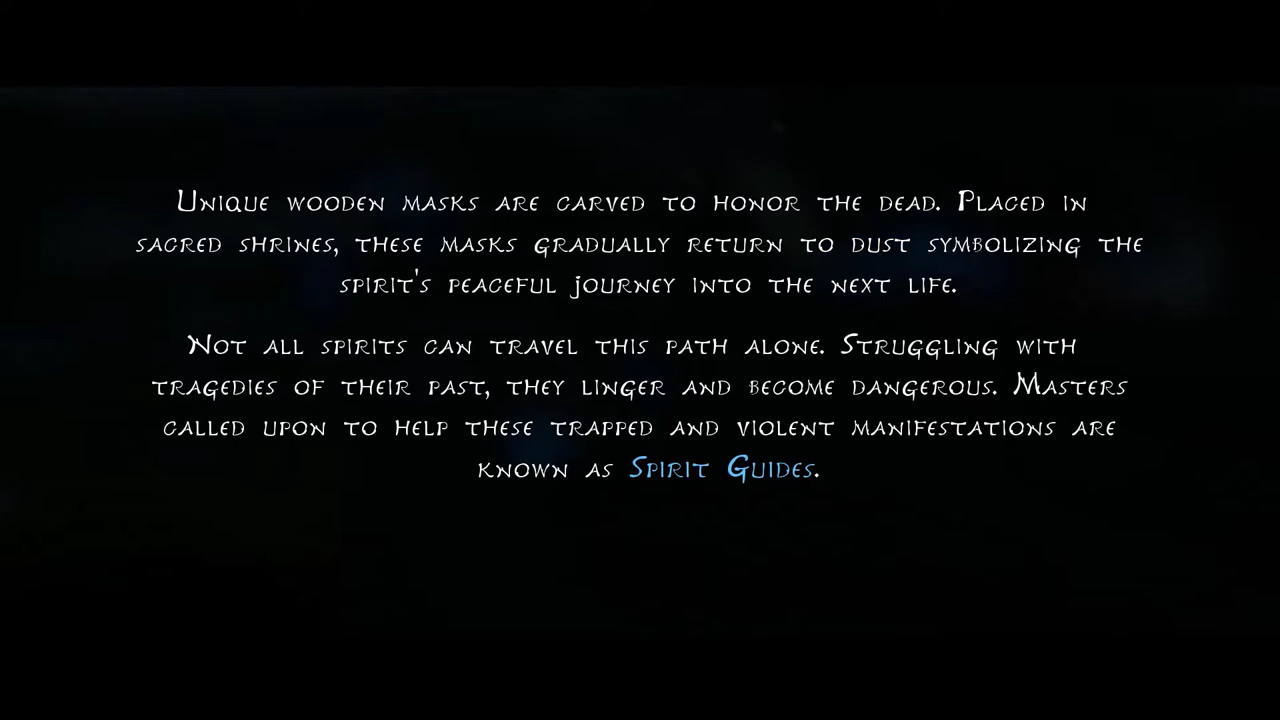 Unique wooden masks are carved to honor the dead. Placed in
sacred shrines, these masks gradually return to dust symbolizing the
spirit's peaceful journey into the next life.
Not all spirits can travel this path alone. Struggling with
tragedies of their past, they linger and become dangerous. Masters
called upon to help these trapped and violent manifestations are
known as Spirit Guides.